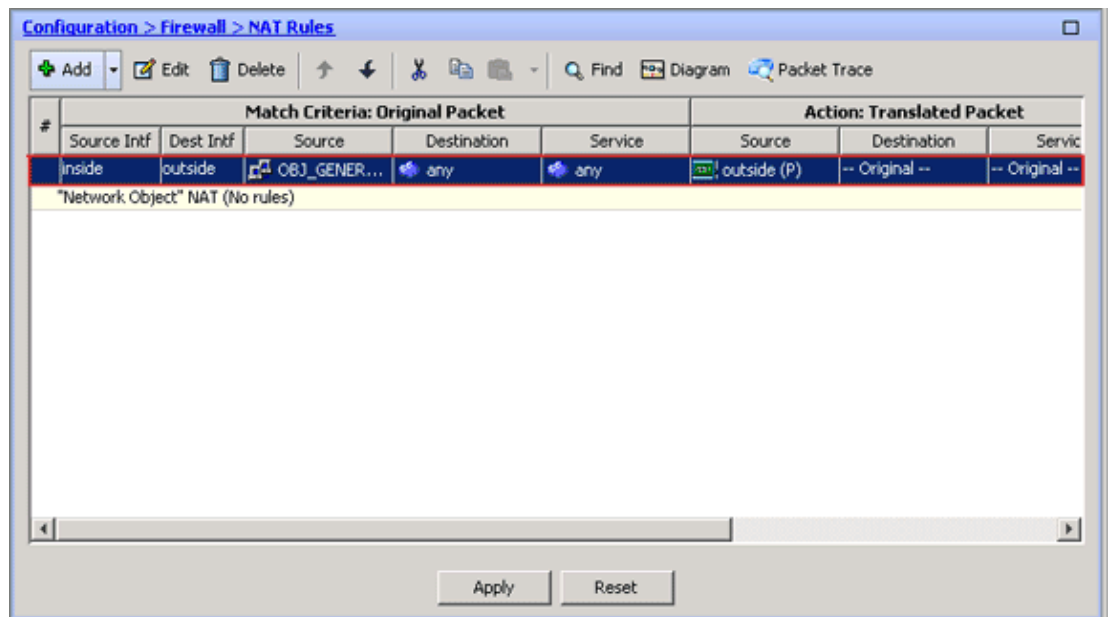 Configuration > Firewall > NAT Rules
Add Edit Delete Find Diagram Packet Trace
# Match Criteria: Original Packet Action: Translated Packet
Source Intf Dest Intf Source Destination Service Source Destination Servic
inside outside OBJ_GENER... any any outside (P) -- Original -- -- Original --
"Network Object" NAT (No rules)
Apply Reset